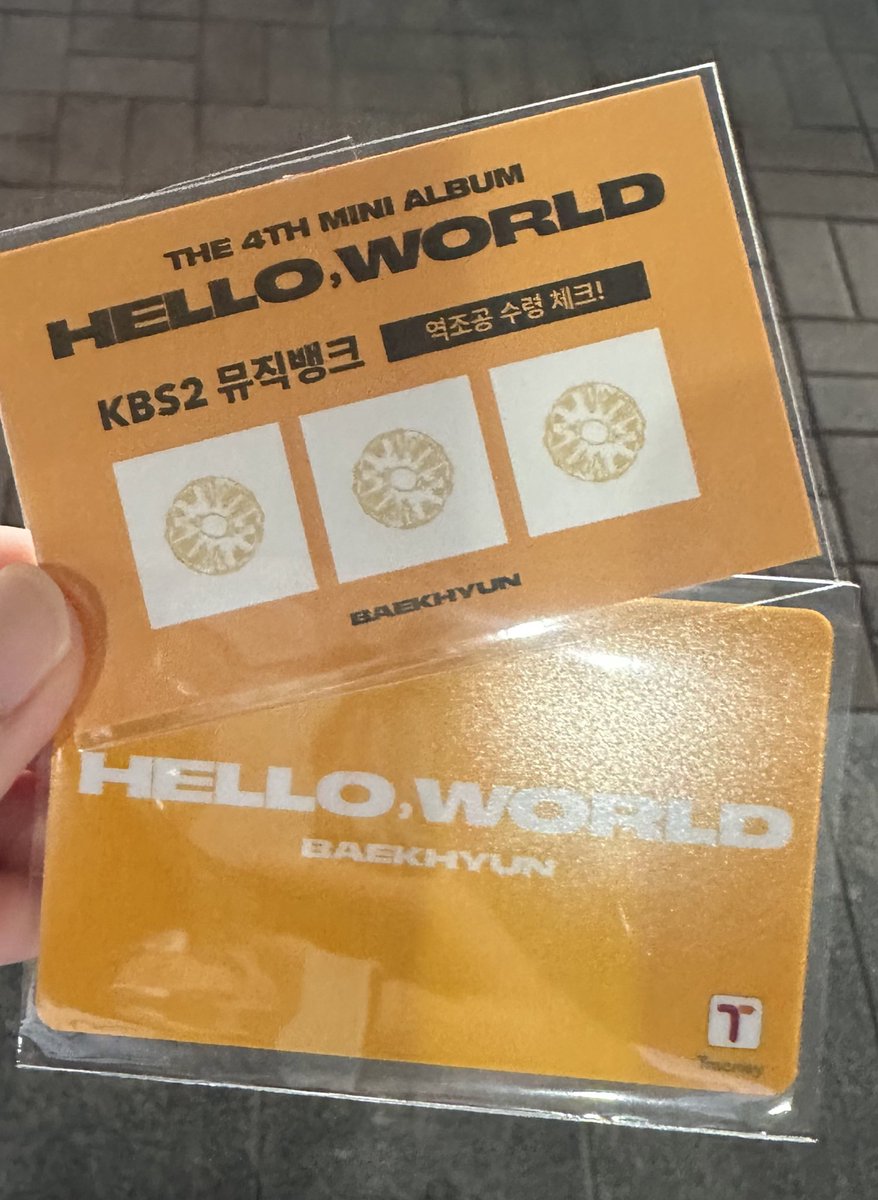 THE 4TH MINI ALBUM
HELLO,WORLD
KBS2 뮤직뱅크
역조공 수령 체크!
BAEKHYUN
HELLO,WORLD
BAEKHYUN
T
Tmoney